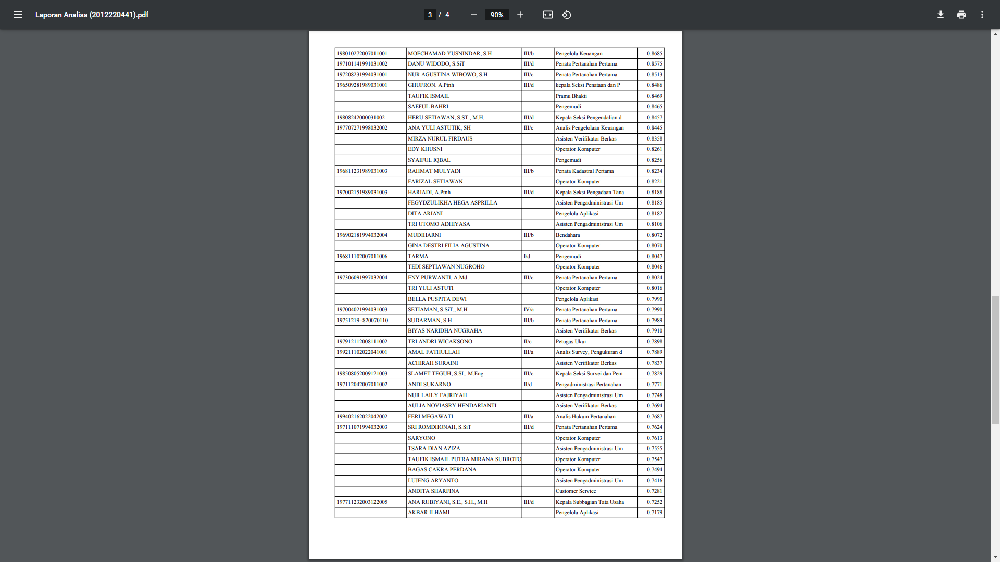 Laporan Analisa (2012220441).pdf 3 / 4 90%
198010272007011001 MOECHAMAD YUSNINDAR, S.H III/b Pengelola Keuangan 0.8685
197101141991031002 DANU WIDODO, S.SiT III/d Penata Pertanahan Pertama 0.8575
197208231994031001 NUR AGUSTINA WIBOWO, S.H III/c Penata Pertanahan Pertama 0.8513
196509281989031001 GHUFRON. A.Ptnh III/d kepala Seksi Penataan dan P 0.8486
TAUFIK ISMAIL Pramu Bhakti 0.8469
SAEFUL BAHRI Pengemudi 0.8465
19808242000031002 HERU SETIAWAN, S.ST., M.H. III/d Kepala Seksi Pengendalian d 0.8457
197707271998032002 ANA YULI ASTUTIK, SH III/c Analis Pengelolaan Keuangan 0.8445
MIRZA NURUL FIRDAUS Asisten Verifikator Berkas 0.8358
EDY KHUSNI Operator Komputer 0.8261
SYAIFUL IQBAL Pengemudi 0.8256
196811231989031003 RAHMAT MULYADI III/b Penata Kadastral Pertama 0.8234
FARIZAL SETIAWAN Operator Komputer 0.8221
197002151989031003 HARIADI, A.Ptnh III/d Kepala Seksi Pengadaan Tana 0.8188
FEGYDZULIKHA HEGA ASPRILLA Asisten Pengadministrasi Um 0.8185
DITA ARIANI Pengelola Aplikasi 0.8182
TRI UTOMO ADHIYASA Asisten Pengadministrasi Um 0.8106
196902181994032004 MUDIHARNI III/b Bendahara 0.8072
GINA DESTRI FILIA AGUSTINA Operator Komputer 0.8070
196811102007011006 TARMA I/d Pengemudi 0.8047
TEDI SEPTIAWAN NUGROHO Operator Komputer 0.8046
197306091997032004 ENY PURWANTI, A.Md III/c Penata Pertanahan Pertama 0.8024
TRI YULI ASTUTI Operator Komputer 0.8016
BELLA PUSPITA DEWI Pengelola Aplikasi 0.7990
197004021994031003 SETIAMAN, S.SiT., M.H IV/a Penata Pertanahan Pertama 0.7990
19751219=820070110 SUDARMAN, S.H III/b Penata Pertanahan Pertama 0.7989
BIYAS NARIDHA NUGRAHA Asisten Verifikator Berkas 0.7910
197912112008111002 TRI ANDRI WICAKSONO II/c Petugas Ukur 0.7898
199211102022041001 AMAL FATHULLAH III/a Analis Survey, Pengukuran d 0.7889
ACHIRAH SURAINI Asisten Verifikator Berkas 0.7837
198508052009121003 SLAMET TEGUH, S.SI., M.Eng III/c Kepala Seksi Survei dan Pem 0.7829
197112042007011002 ANDI SUKARNO II/d Pengadministrasi Pertanahan 0.7771
NUR LAILY FAJRIYAH Asisten Pengadministrasi Um 0.7748
AULIA NOVIASRY HENDARIANTI Asisten Verifikator Berkas 0.7694
199402162022042002 FERI MEGAWATI III/a Analis Hukum Pertanahan 0.7687
197111071994032003 SRI ROMDHONAH, S.SiT III/d Penata Pertanahan Pertama 0.7624
SARYONO Operator Komputer 0.7613
TSARA DIAN AZIZA Asisten Pengadministrasi Um 0.7555
TAUFIK ISMAIL PUTRA MIRANA SUBROTO Operator Komputer 0.7547
BAGAS CAKRA PERDANA Operator Komputer 0.7494
LUJENG ARYANTO Asisten Pengadministrasi Um 0.7416
ANDITA SHARFINA Customer Service 0.7281
197711232003122005 ANA RUBIYANI, S.E., S.H., M.H III/d Kepala Subbagian Tata Usaha 0.7252
AKBAR ILHAMI Pengelola Aplikasi 0.7179